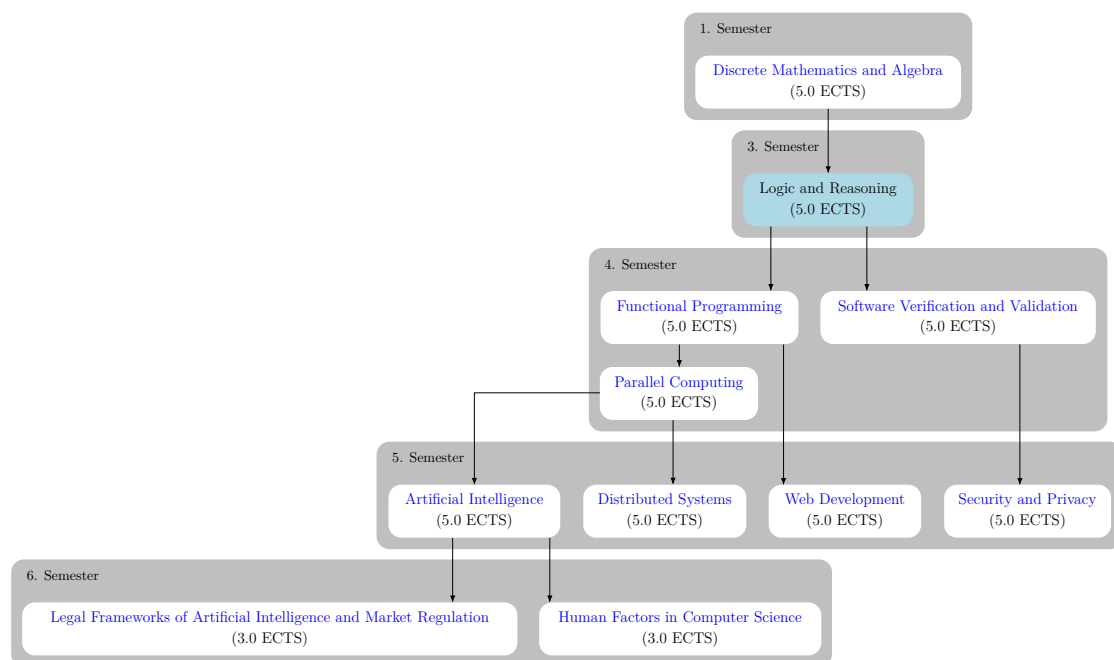 1. Semester
Discrete Mathematics and Algebra
(5.0 ECTS)
3. Semester
Logic and Reasoning
(5.0 ECTS)
4. Semester
Functional Programming
(5.0 ECTS)
Software Verification and Validation
(5.0 ECTS)
Parallel Computing
(5.0 ECTS)
5. Semester
Artificial Intelligence
(5.0 ECTS)
Distributed Systems
(5.0 ECTS)
Web Development
(5.0 ECTS)
Security and Privacy
(5.0 ECTS)
6. Semester
Legal Frameworks of Artificial Intelligence and Market Regulation
(3.0 ECTS)
Human Factors in Computer Science
(3.0 ECTS)